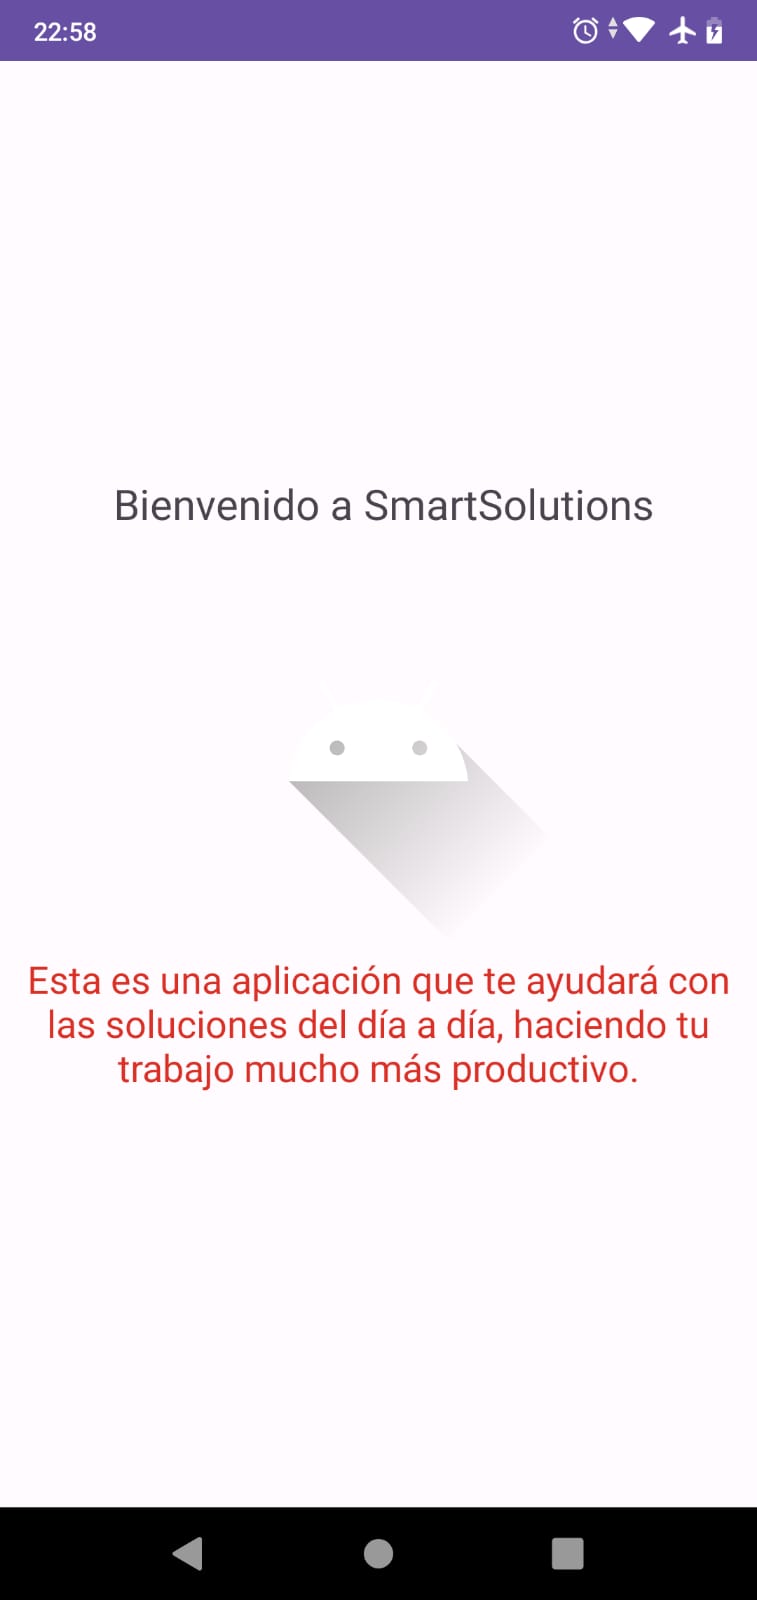 22:58
Bienvenido a SmartSolutions
Esta es una aplicación que te ayudará con
las soluciones del día a día, haciendo tu
trabajo mucho más productivo.